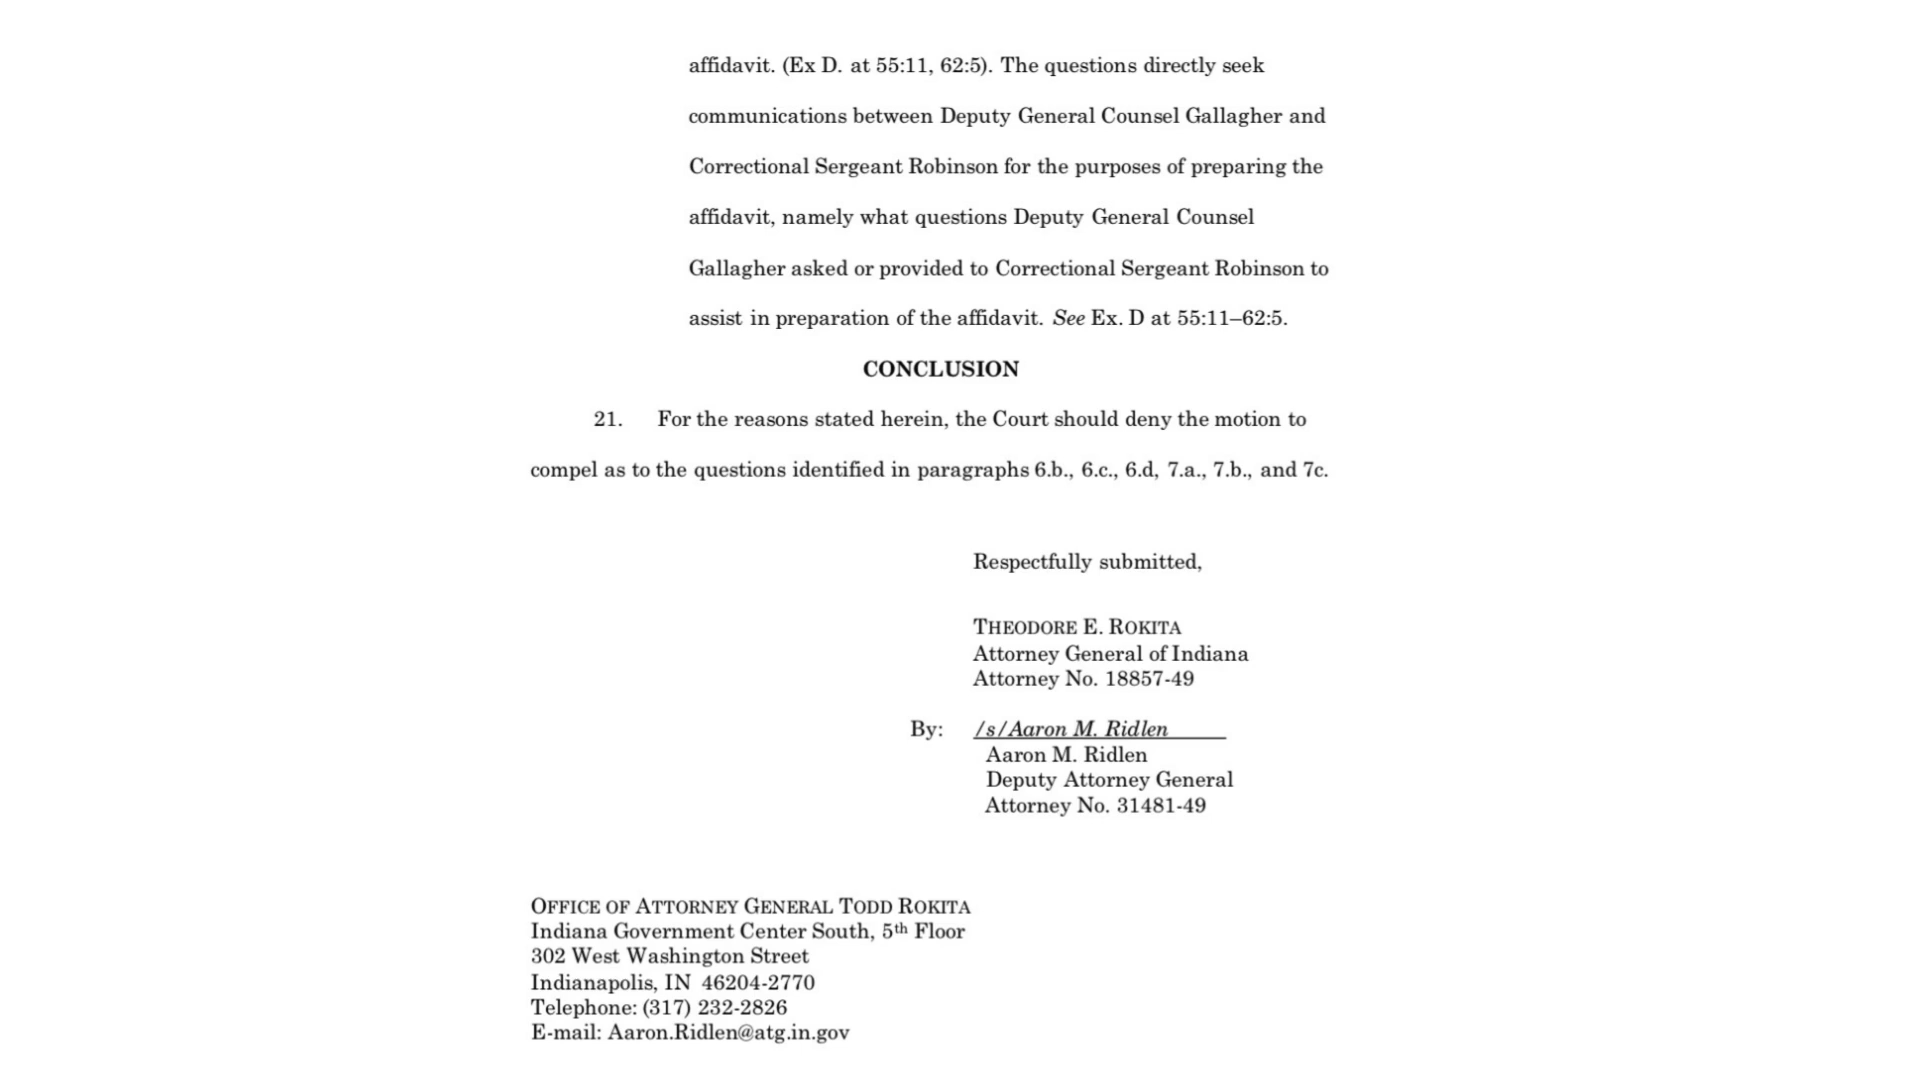 affidavit. (Ex D. at 55:11, 62:5). The questions directly seek
communications between Deputy General Counsel Gallagher and
Correctional Sergeant Robinson for the purposes of preparing the
affidavit, namely what questions Deputy General Counsel
Gallagher asked or provided to Correctional Sergeant Robinson to
assist in preparation of the affidavit. See Ex. D at 55:11–62:5.
CONCLUSION
21. For the reasons stated herein, the Court should deny the motion to
compel as to the questions identified in paragraphs 6.b., 6.c., 6.d, 7.a., 7.b., and 7c.
Respectfully submitted,
THEODORE E. ROKITA
Attorney General of Indiana
Attorney No. 18857-49
By: /s/Aaron M. Ridlen
Aaron M. Ridlen
Deputy Attorney General
Attorney No. 31481-49
OFFICE OF ATTORNEY GENERAL TODD ROKITA
Indiana Government Center South, 5th Floor
302 West Washington Street
Indianapolis, IN 46204-2770
Telephone: (317) 232-2826
E-mail: Aaron.Ridlen@atg.in.gov